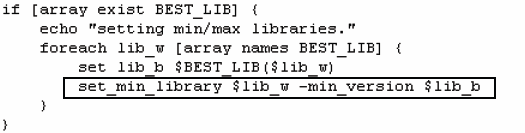 if [array exist BEST_LIB] {
echo "setting min/max libraries."
foreach lib_w [array names BEST_LIB] {
set lib_b $BEST_LIB($lib_w)
set_min_library $lib_w -min_version $lib_b
}
}